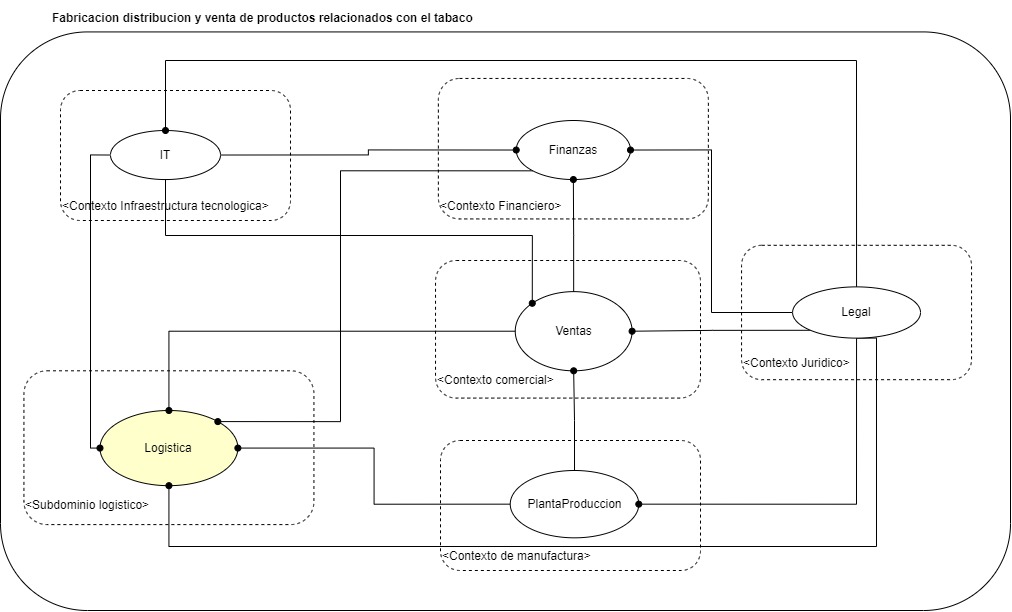 Fabricacion distribucion y venta de productos relacionados con el tabaco
IT
<Contexto Infraestructura tecnologica>
Finanzas
<Contexto Financiero>
Ventas
<Contexto comercial>
Legal
<Contexto Juridico>
Logistica
<Subdominio logistico>
PlantaProduccion
<Contexto de manufactura>